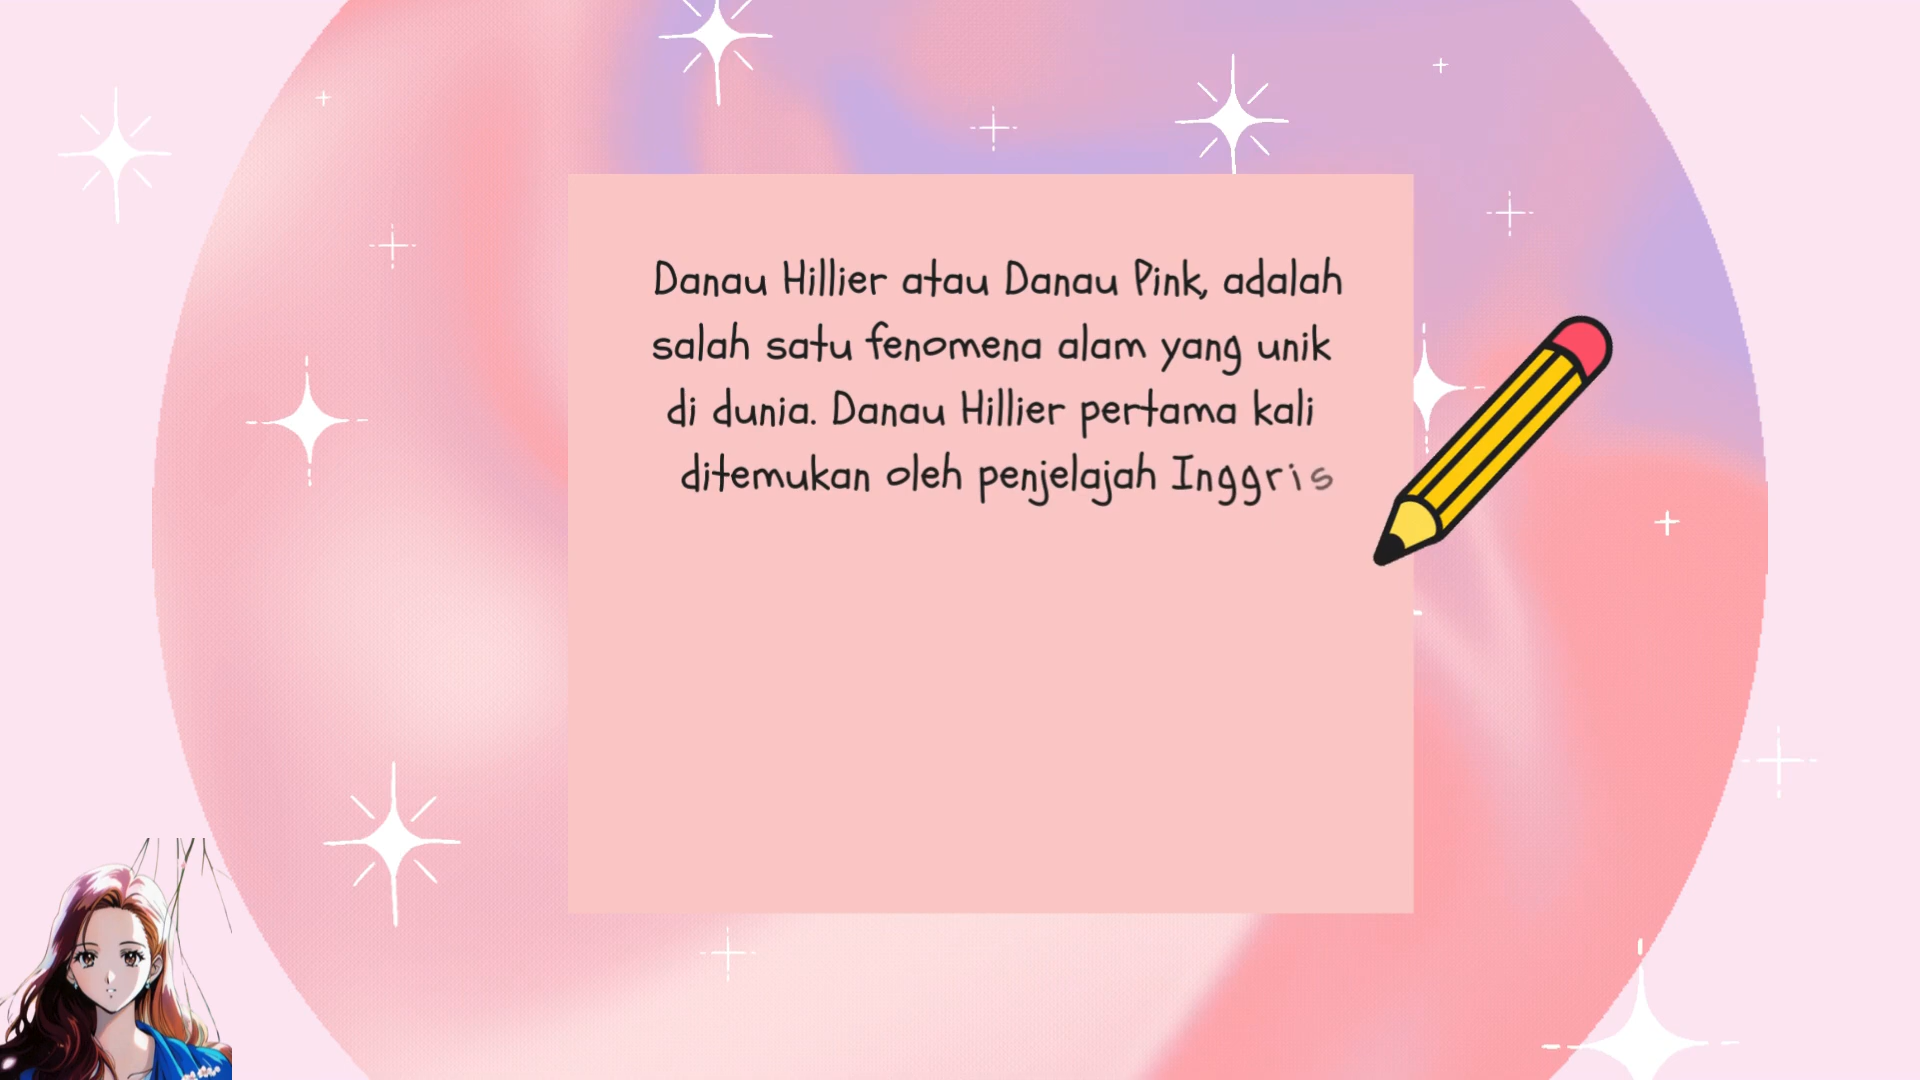 Danau Hillier atau Danau Pink, adalah
salah satu fenomena alam yang unik
di dunia. Danau Hillier pertama kali
ditemukan oleh penjelajah Inggris